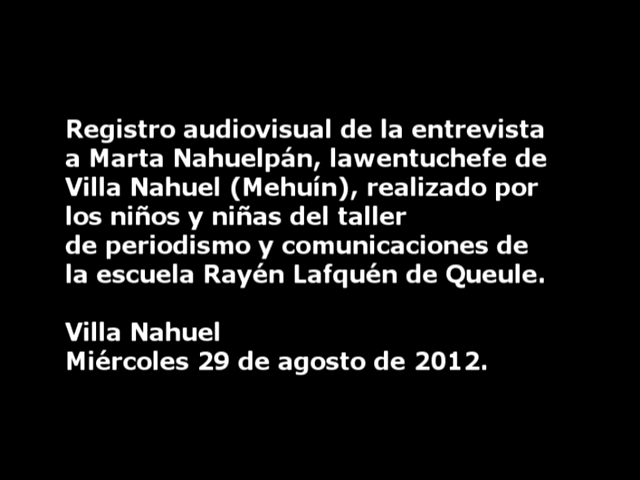 Registro audiovisual de la entrevista
a Marta Nahuelpán, lawentuchefe de
Villa Nahuel (Mehuín), realizado por
los niños y niñas del taller
de periodismo y comunicaciones de
la escuela Rayén Lafquén de Queule.
Villa Nahuel
Miércoles 29 de agosto de 2012.